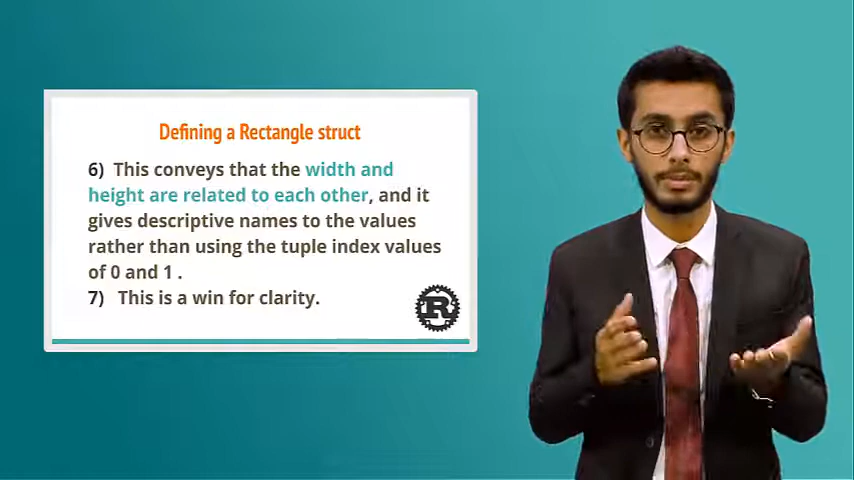 Defining a Rectangle struct
6) This conveys that the width and
height are related to each other, and it
gives descriptive names to the values
rather than using the tuple index values
of 0 and 1 .
7) This is a win for clarity.
R